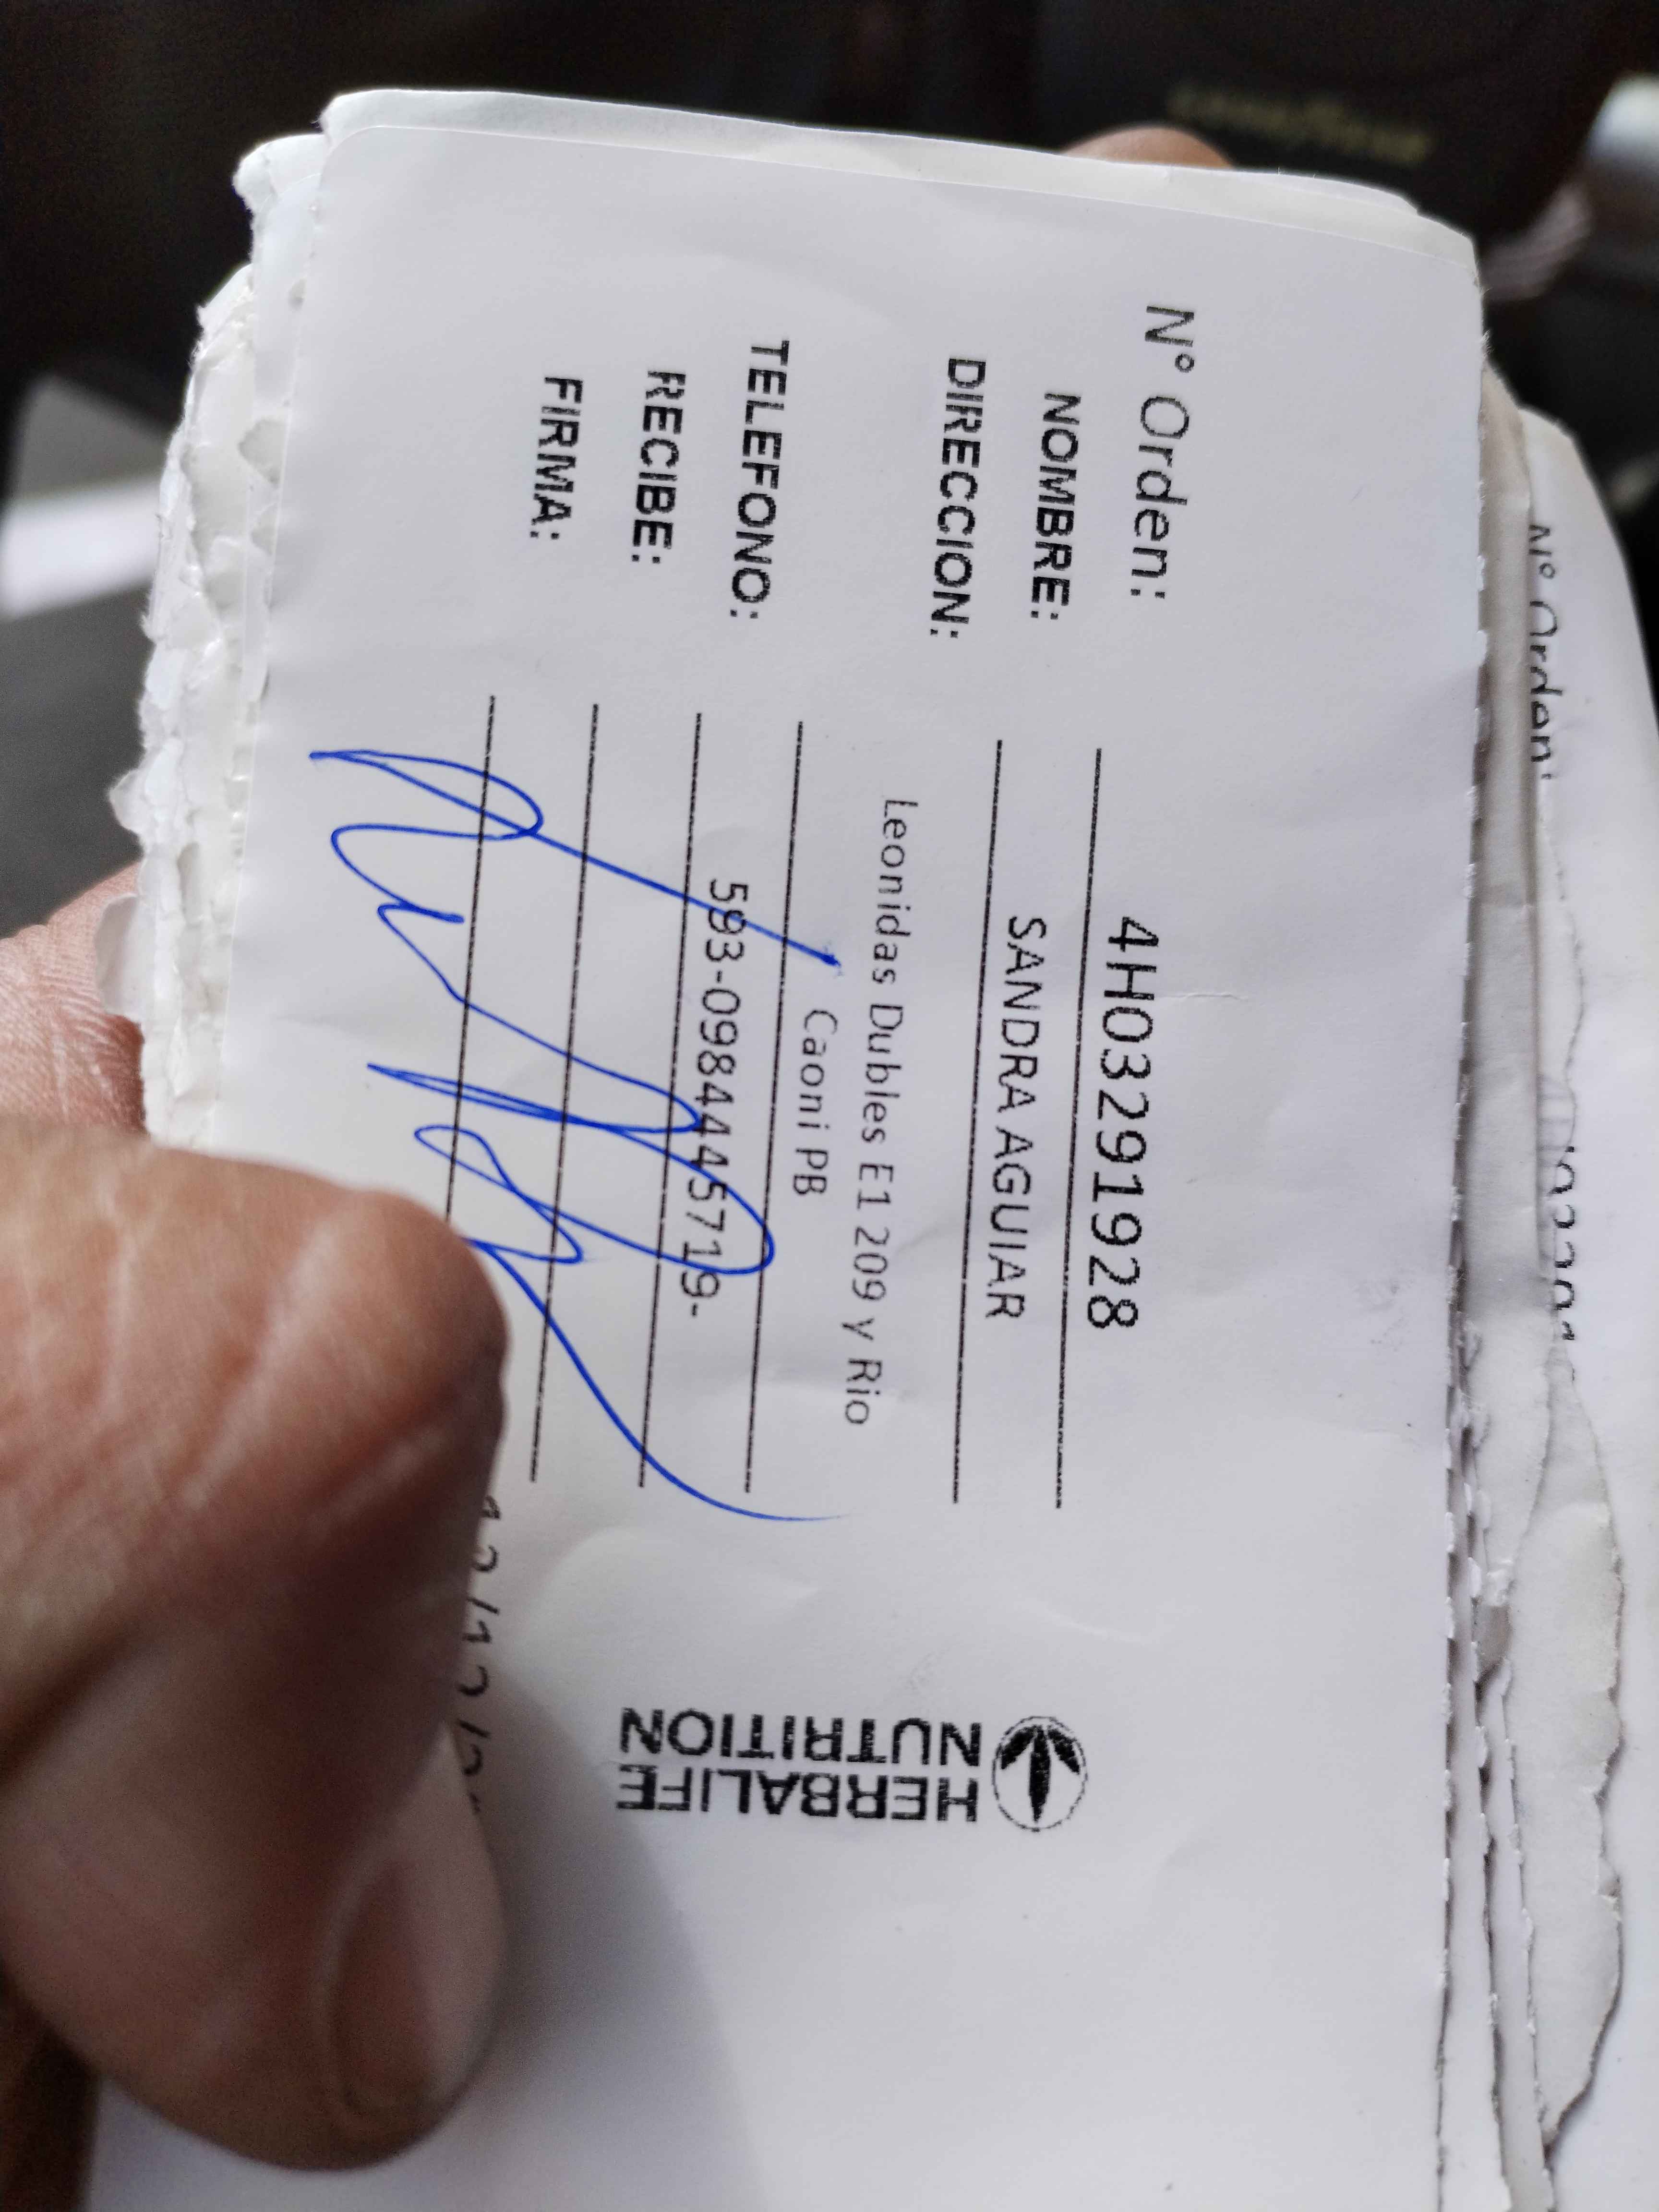 N° Orden: 4H03291928
NOMBRE: SANDRA AGUIAR
DIRECCION: Leonidas Dubles E1 209 y Rio
Caoni PB
TELEFONO: 593-0984445719-
RECIBE:
FIRMA:
HERBALIFE
NUTRITION
N° Orden: